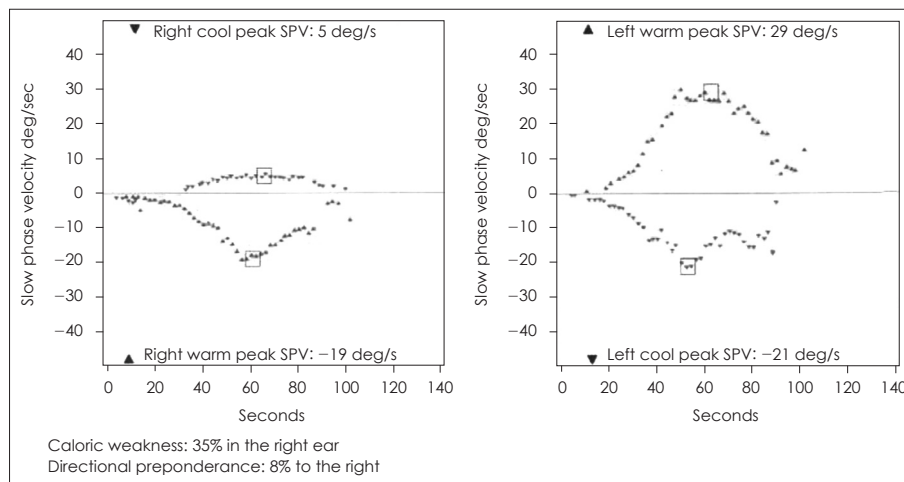 ▼ Right cool peak SPV: 5 deg/s
Slow phase velocity deg/sec
40
30
20
10
0
−10
−20
−30
−40
▲ Right warm peak SPV: −19 deg/s
0 20 40 60 80 100 120 140
Seconds
▲ Left warm peak SPV: 29 deg/s
Slow phase velocity deg/sec
40
30
20
10
0
−10
−20
−30
−40
▼ Left cool peak SPV: −21 deg/s
0 20 40 60 80 100 120 140
Seconds
Caloric weakness: 35% in the right ear
Directional preponderance: 8% to the right